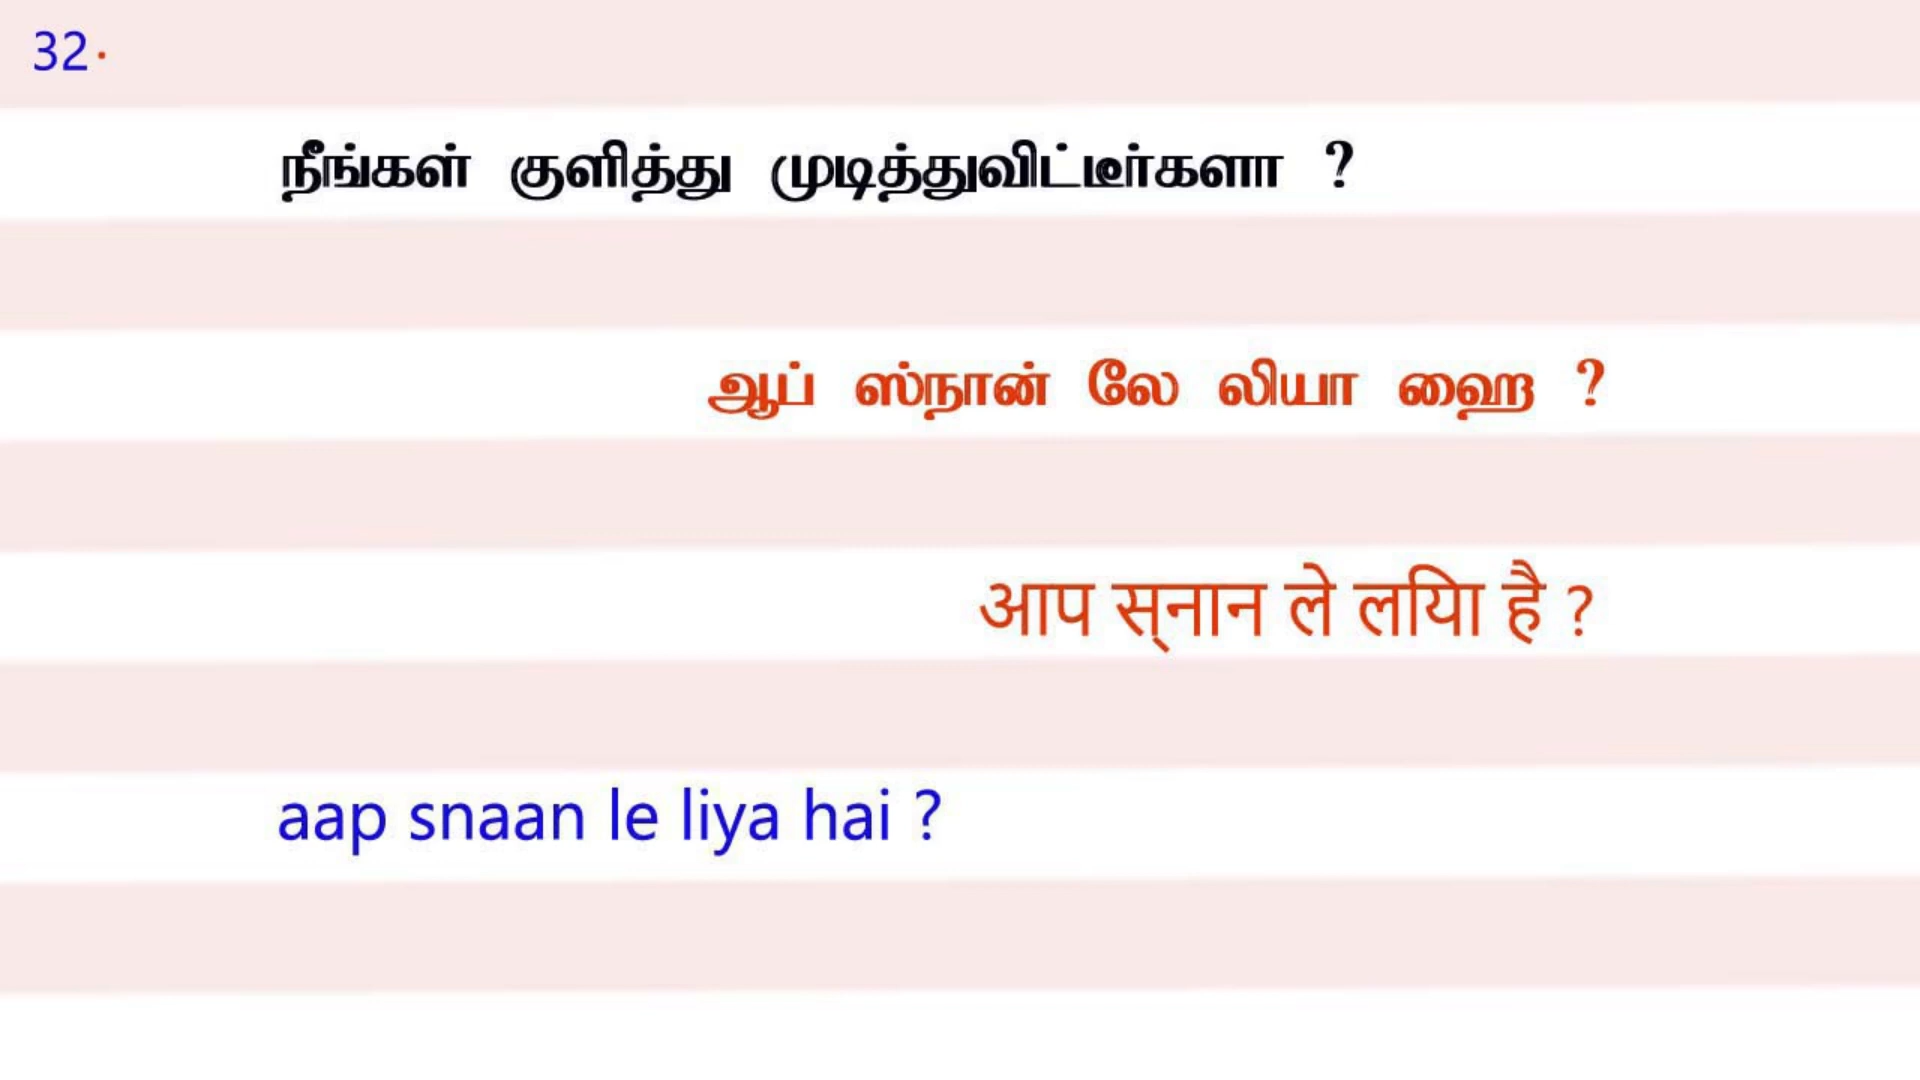 32.
நீங்கள் குளித்து முடித்துவிட்டீர்களா ?
ஆப் ஸ்நான் லே லியா ஹை ?
आप स्‌नान ले लिया है ?
aap snaan le liya hai ?